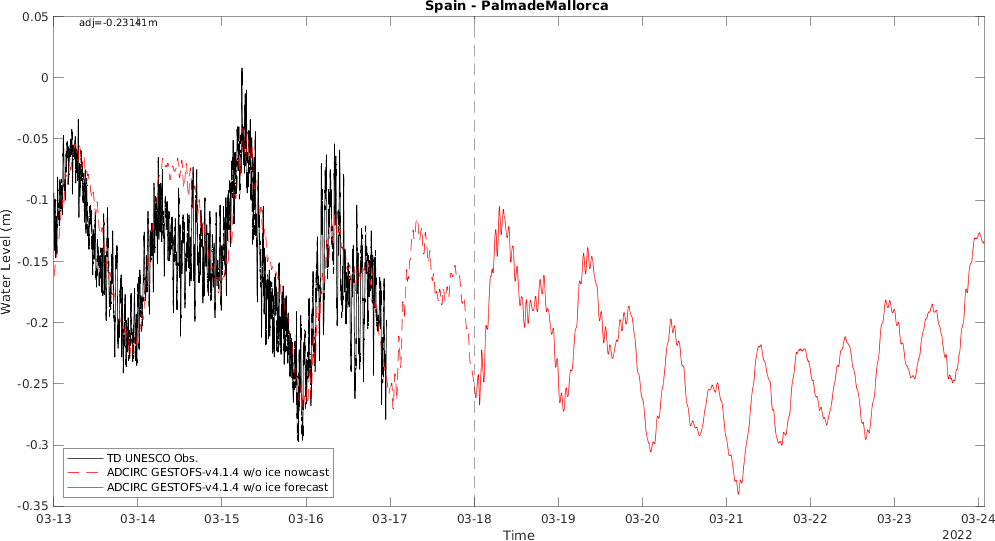 Spain - PalmadeMallorca
adj=-0.23141m
0.05
0
-0.05
-0.1
-0.15
-0.2
-0.25
-0.3
-0.35
Water Level (m)
TD UNESCO Obs.
ADCIRC GESTOFS-v4.1.4 w/o ice nowcast
ADCIRC GESTOFS-v4.1.4 w/o ice forecast
03-13 03-14 03-15 03-16 03-17 03-18 03-19 03-20 03-21 03-22 03-23 03-24
Time
2022